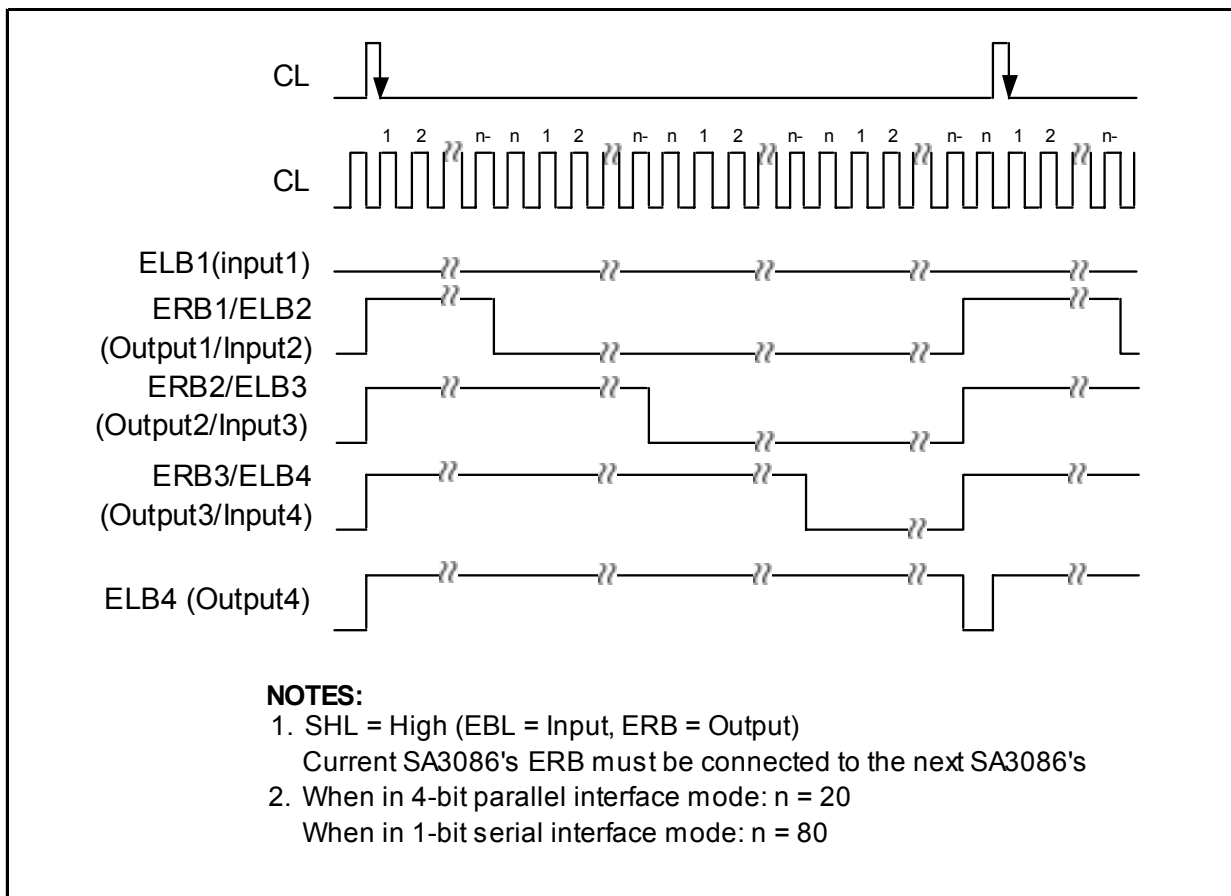 CL
1 2 n- n 1 2 n- n 1 2 n- n 1 2 n- n 1 2 n-
CL
ELB1(input1)
ERB1/ELB2
(Output1/Input2)
ERB2/ELB3
(Output2/Input3)
ERB3/ELB4
(Output3/Input4)
ELB4 (Output4)
NOTES:
1. SHL = High (EBL = Input, ERB = Output)
Current SA3086's ERB must be connected to the next SA3086's
2. When in 4-bit parallel interface mode: n = 20
When in 1-bit serial interface mode: n = 80